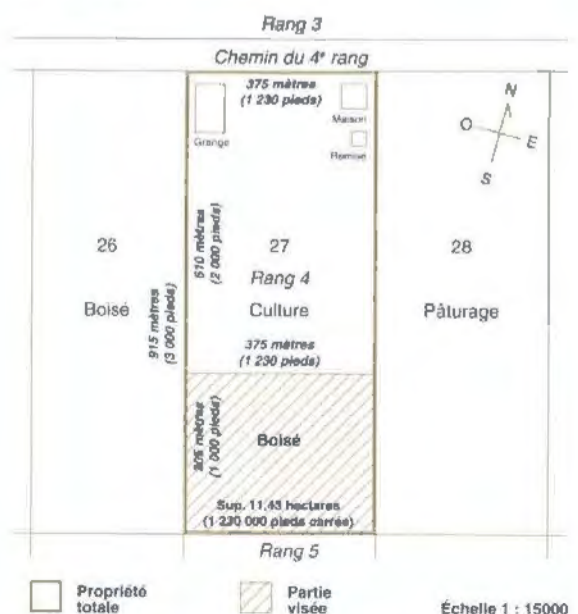 Rang 3
Chemin du 4e rang
375 mètres
(1 230 pieds)
Grange
Maison
Remise
N
O
E
S
610 mètres
(2 000 pieds)
26
27
28
Rang 4
Boisé
Culture
Pâturage
915 mètres
(3 000 pieds)
375 mètres
(1 230 pieds)
305 mètres
(1 000 pieds)
Boisé
Sup. 11,43 hectares
(1 230 000 pieds carrés)
Rang 5
Propriété
totale
Partie
visée
Échelle 1 : 15000